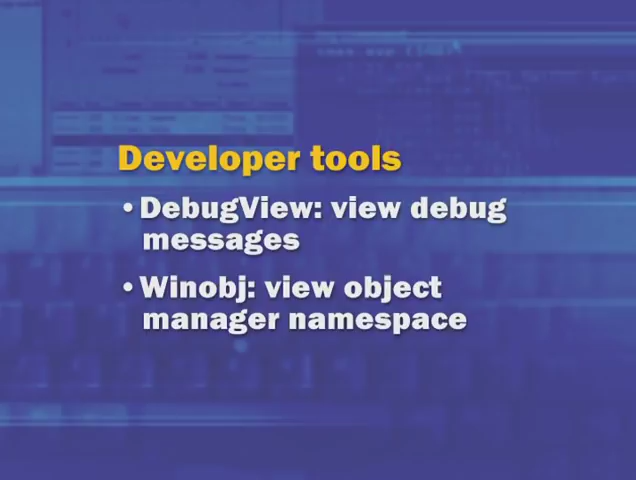 Developer tools
•DebugView: view debug
messages
•Winobj: view object
manager namespace